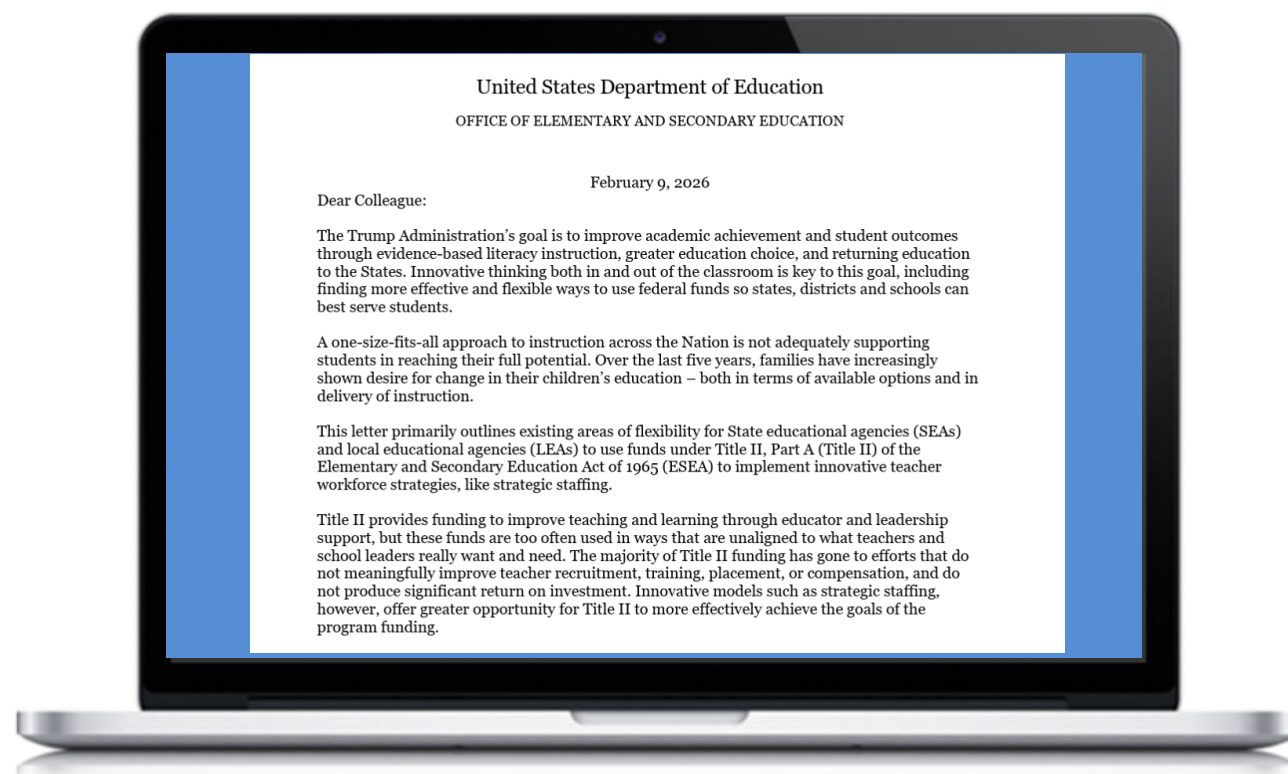 United States Department of Education
OFFICE OF ELEMENTARY AND SECONDARY EDUCATION
February 9, 2026
Dear Colleague:
The Trump Administration's goal is to improve academic achievement and student outcomes
through evidence-based literacy instruction, greater education choice, and returning education
to the States. Innovative thinking both in and out of the classroom is key to this goal, including
finding more effective and flexible ways to use federal funds so states, districts and schools can
best serve students.
A one-size-fits-all approach to instruction across the Nation is not adequately supporting
students in reaching their full potential. Over the last five years, families have increasingly
shown desire for change in their children's education – both in terms of available options and in
delivery of instruction.
This letter primarily outlines existing areas of flexibility for State educational agencies (SEAs)
and local educational agencies (LEAs) to use funds under Title II, Part A (Title II) of the
Elementary and Secondary Education Act of 1965 (ESEA) to implement innovative teacher
workforce strategies, like strategic staffing.
Title II provides funding to improve teaching and learning through educator and leadership
support, but these funds are too often used in ways that are unaligned to what teachers and
school leaders really want and need. The majority of Title II funding has gone to efforts that do
not meaningfully improve teacher recruitment, training, placement, or compensation, and do
not produce significant return on investment. Innovative models such as strategic staffing,
however, offer greater opportunity for Title II to more effectively achieve the goals of the
program funding.